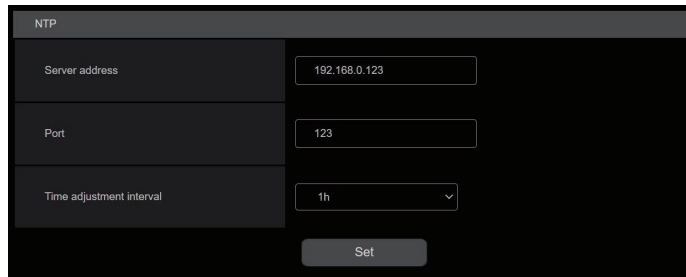 NTP
Server address
192.168.0.123
Port
123
Time adjustment interval
1h
Set